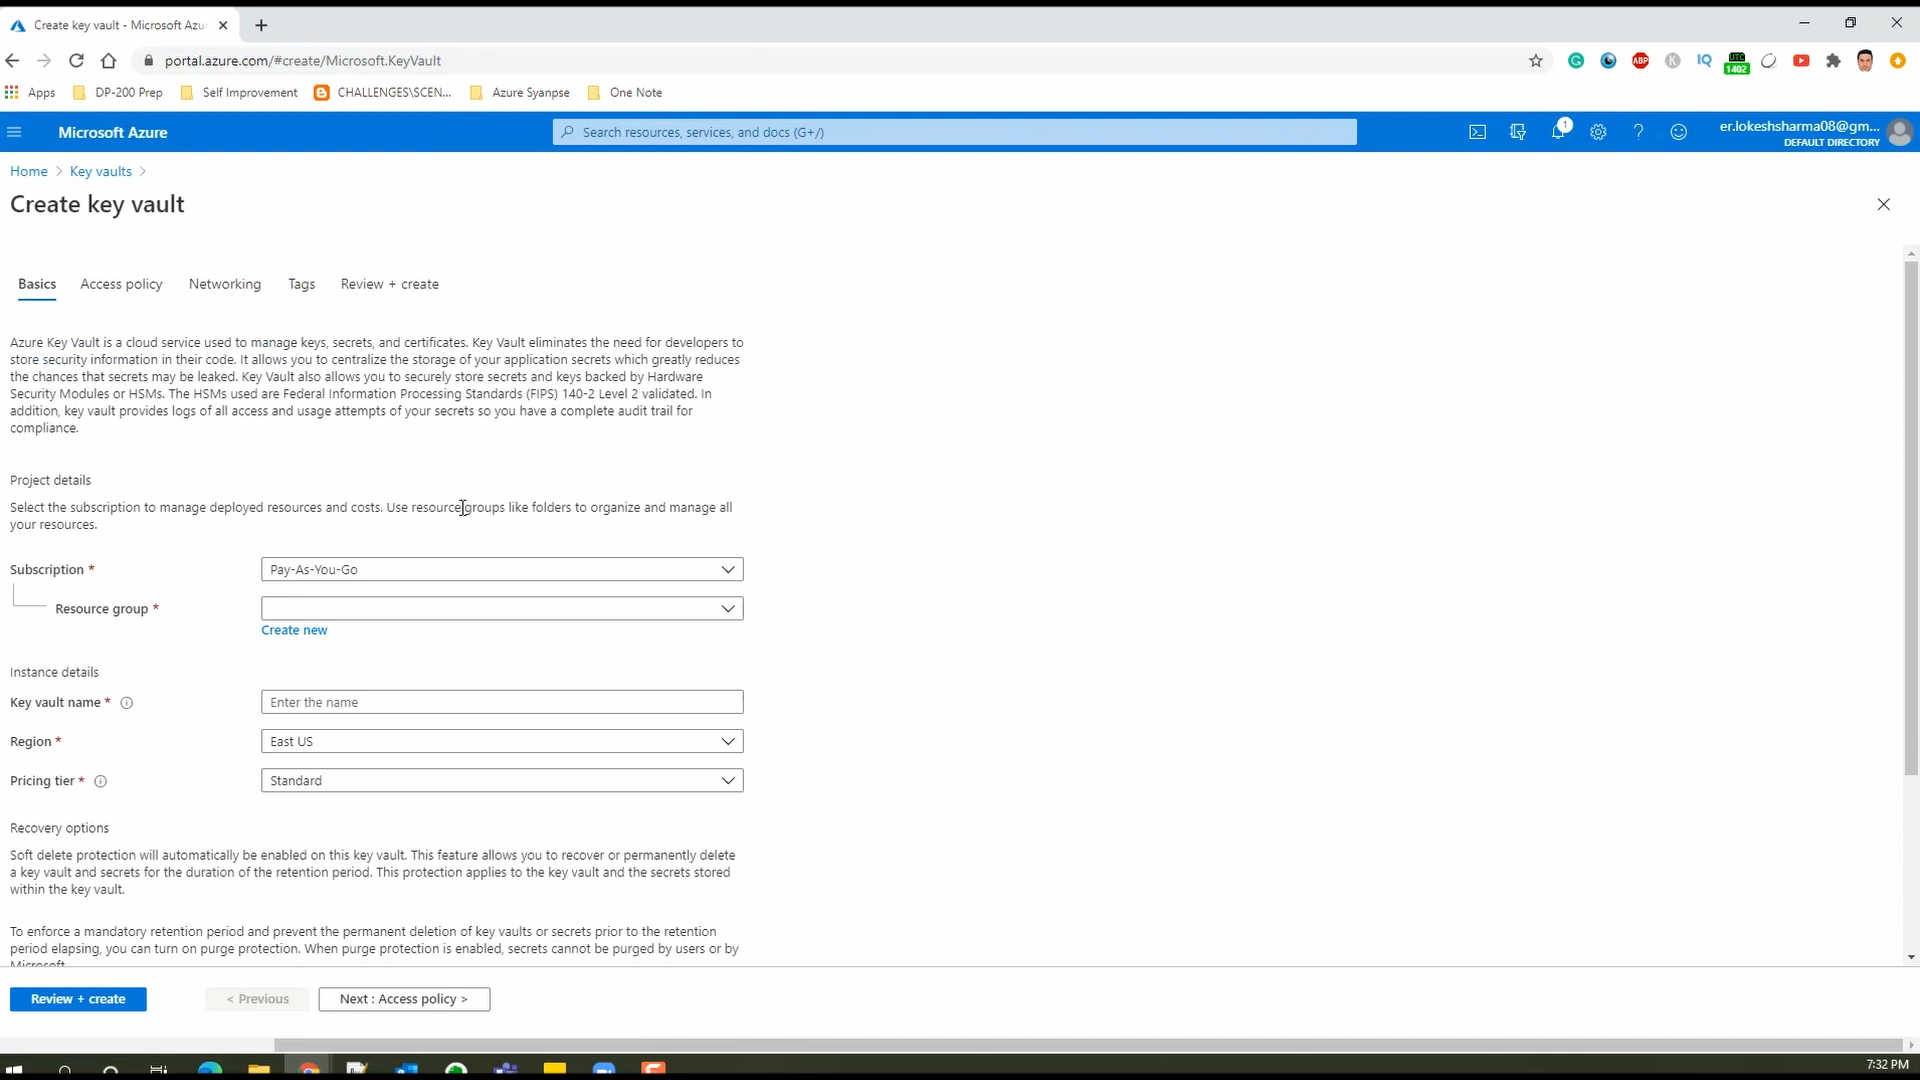 Create key vault - Microsoft Azu
portal.azure.com/#create/Microsoft.KeyVault
ABP
K
IQ
UTC
1402
Apps
DP-200 Prep
Self Improvement
CHALLENGES\SCEN...
Azure Syanpse
One Note
Microsoft Azure
Search resources, services, and docs (G+/)
1
er.lokeshsharma08@gm...
DEFAULT DIRECTORY
Home > Key vaults >
Create key vault
Basics
Access policy
Networking
Tags
Review + create
Azure Key Vault is a cloud service used to manage keys, secrets, and certificates. Key Vault eliminates the need for developers to
store security information in their code. It allows you to centralize the storage of your application secrets which greatly reduces
the chances that secrets may be leaked. Key Vault also allows you to securely store secrets and keys backed by Hardware
Security Modules or HSMs. The HSMs used are Federal Information Processing Standards (FIPS) 140-2 Level 2 validated. In
addition, key vault provides logs of all access and usage attempts of your secrets so you have a complete audit trail for
compliance.
Project details
Select the subscription to manage deployed resources and costs. Use resource groups like folders to organize and manage all
your resources.
Subscription *
Pay-As-You-Go
Resource group *
Create new
Instance details
Key vault name *
Enter the name
Region *
East US
Pricing tier *
Standard
Recovery options
Soft delete protection will automatically be enabled on this key vault. This feature allows you to recover or permanently delete
a key vault and secrets for the duration of the retention period. This protection applies to the key vault and the secrets stored
within the key vault.
To enforce a mandatory retention period and prevent the permanent deletion of key vaults or secrets prior to the retention
period elapsing, you can turn on purge protection. When purge protection is enabled, secrets cannot be purged by users or by
Microsoft.
Review + create
< Previous
Next : Access policy >
7:32 PM